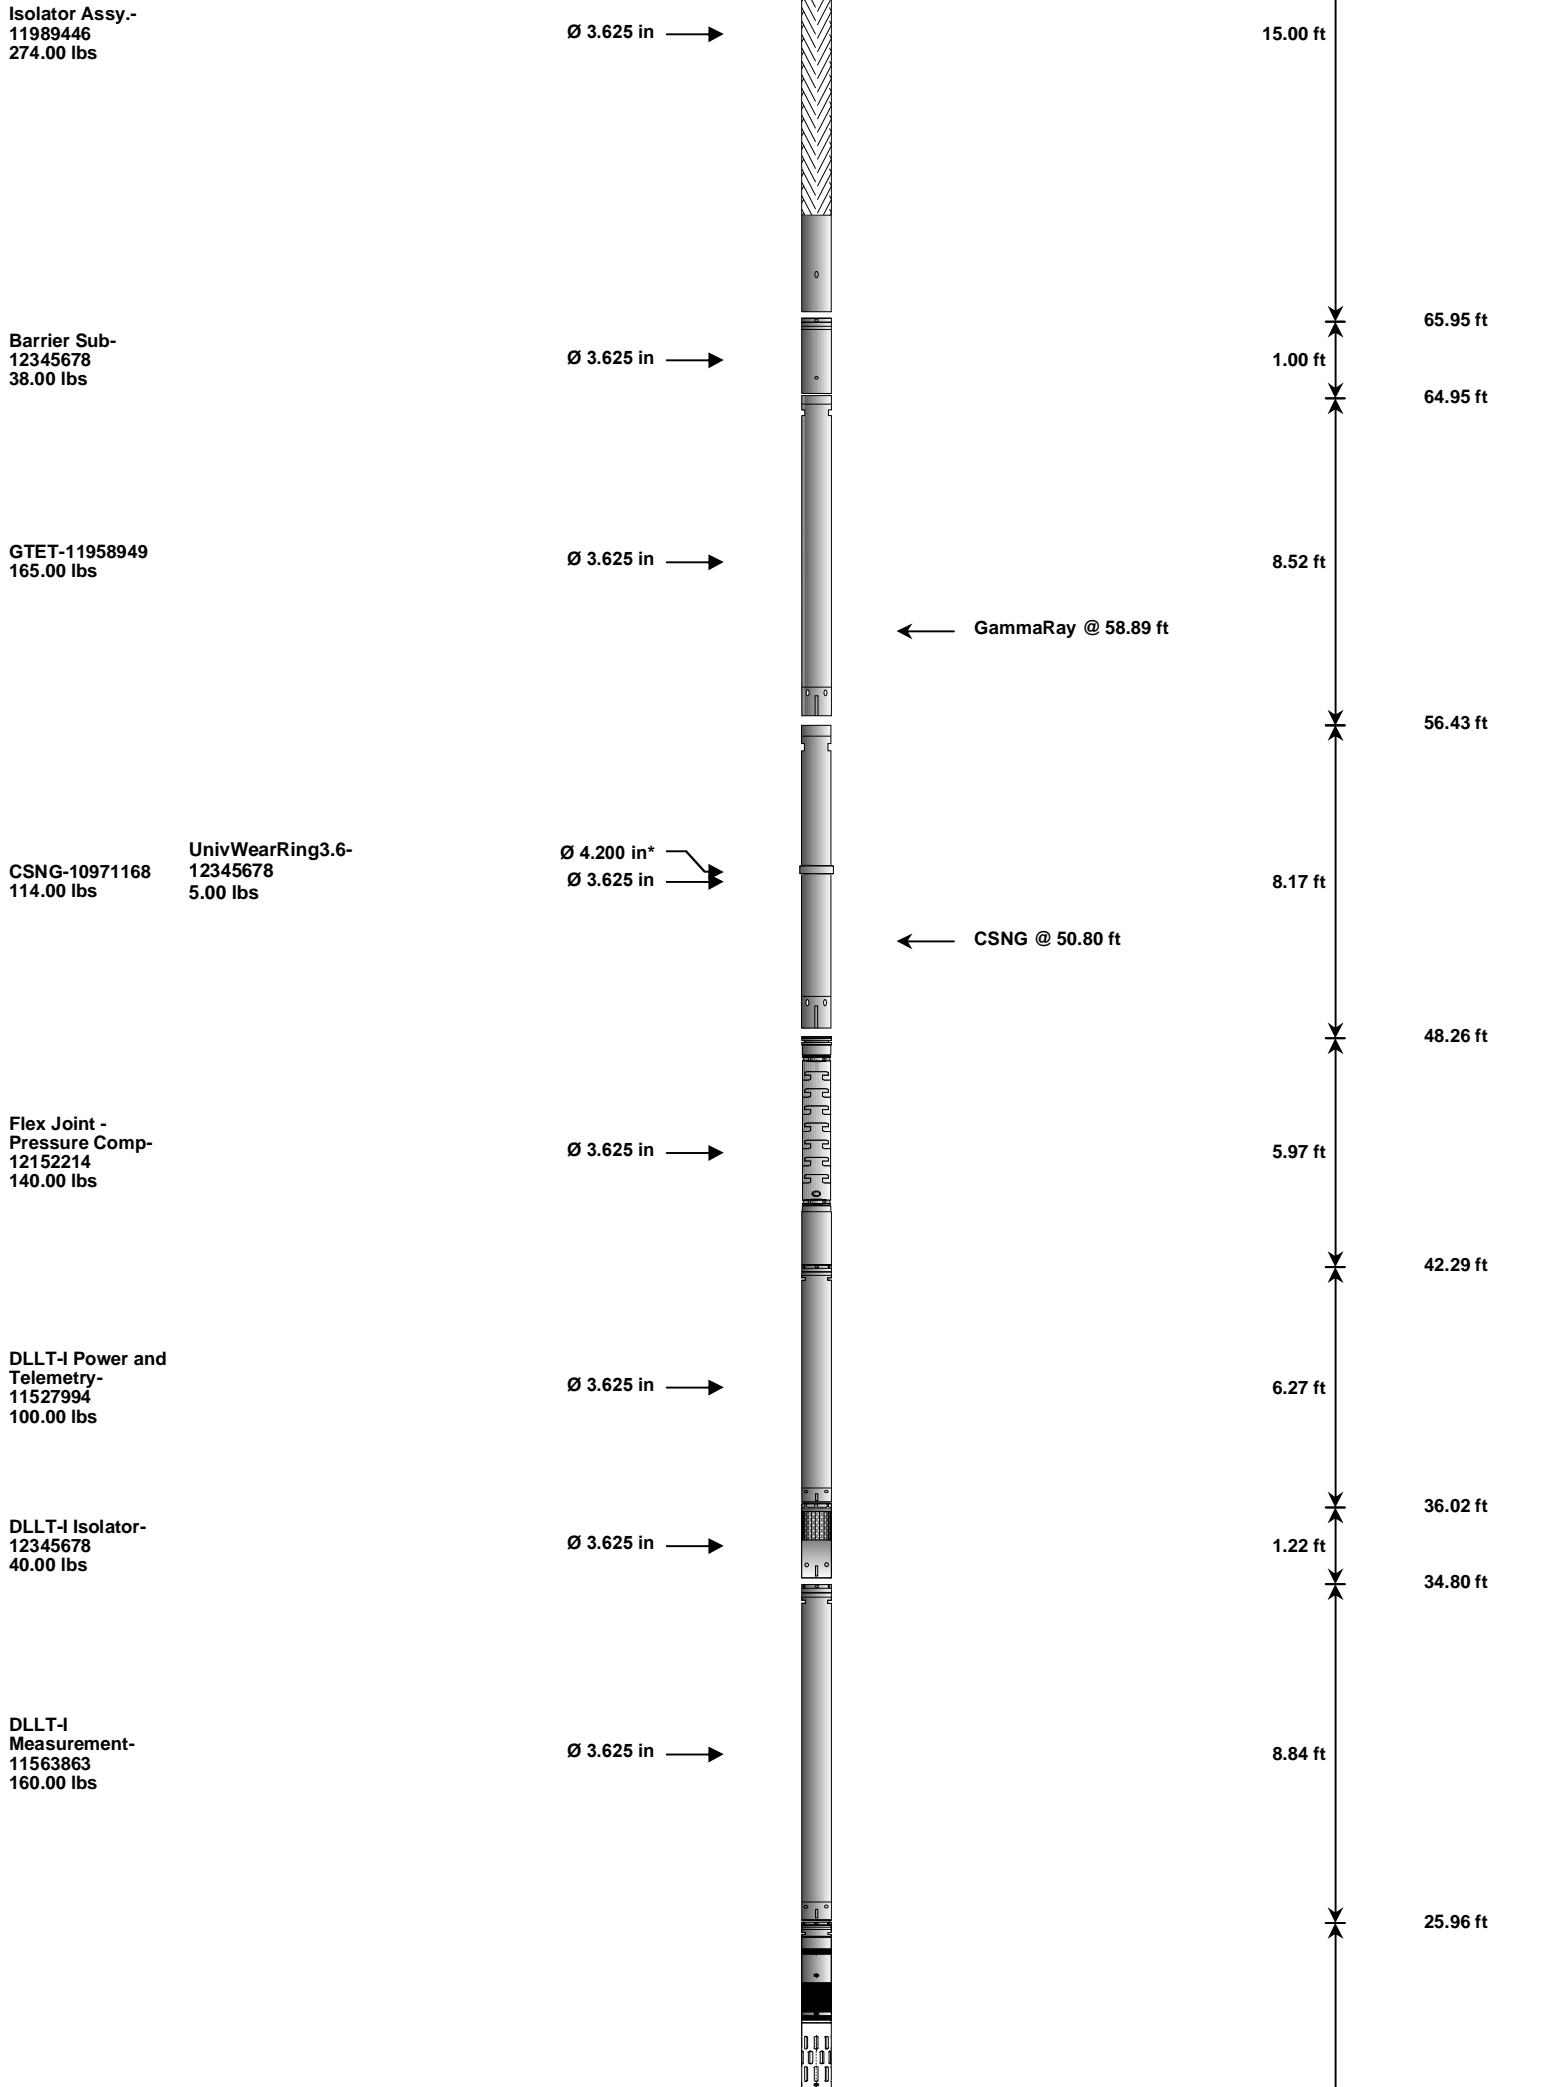 Isolator Assy.-
11989446
274.00 lbs
Ø 3.625 in
15.00 ft
65.95 ft
Barrier Sub-
12345678
38.00 lbs
Ø 3.625 in
1.00 ft
64.95 ft
GTET-11958949
165.00 lbs
Ø 3.625 in
8.52 ft
GammaRay @ 58.89 ft
56.43 ft
CSNG-10971168
114.00 lbs
UnivWearRing3.6-
12345678
5.00 lbs
Ø 4.200 in*
Ø 3.625 in
8.17 ft
CSNG @ 50.80 ft
48.26 ft
Flex Joint -
Pressure Comp-
12152214
140.00 lbs
Ø 3.625 in
5.97 ft
42.29 ft
DLLT-I Power and
Telemetry-
11527994
100.00 lbs
Ø 3.625 in
6.27 ft
36.02 ft
DLLT-I Isolator-
12345678
40.00 lbs
Ø 3.625 in
1.22 ft
34.80 ft
DLLT-I
Measurement-
11563863
160.00 lbs
Ø 3.625 in
8.84 ft
25.96 ft